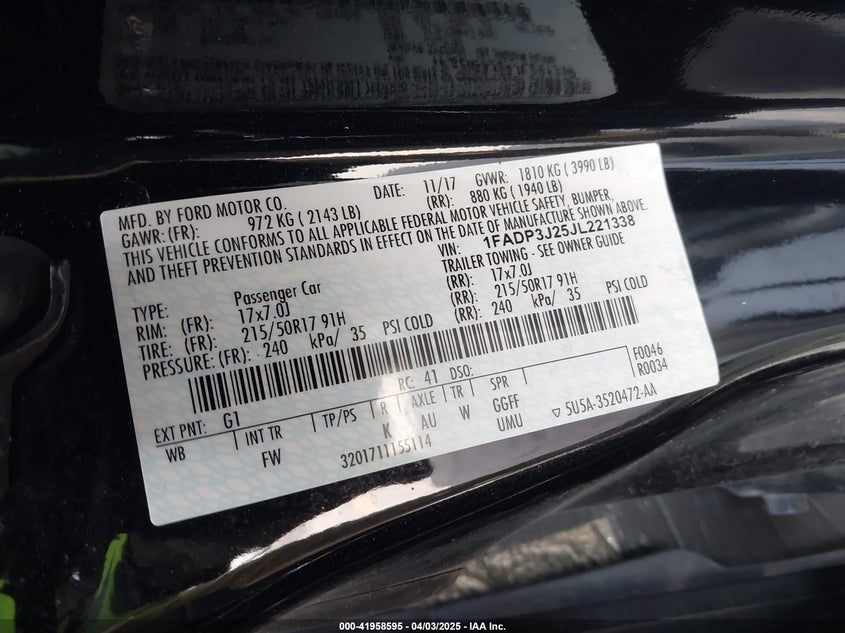 MFD. BY FORD MOTOR CO. DATE: 11/17 GVWR: 1810 KG ( 3990 LB)
GAWR: (FR): 972 KG ( 2143 LB) (RR): 880 KG ( 1940 LB)
THIS VEHICLE CONFORMS TO ALL APPLICABLE FEDERAL MOTOR VEHICLE SAFETY, BUMPER,
AND THEFT PREVENTION STANDARDS IN EFFECT ON THE DATE OF MANUFACTURE SHOWN ABOVE.
VIN: 1FADP3J25JL221338
TYPE: Passenger Car TRAILER TOWING - SEE OWNER GUIDE
RIM: (FR): 17x7.0J (RR): 17x7.0J
TIRE: (FR): 215/50R17 91H (RR): 215/50R17 91H
PRESSURE: (FR): 240 kPa/ 35 PSI COLD (RR): 240 kPa/ 35 PSI COLD
EXT PNT: G1 RC: 41 DSO: F0046
R0034
WB INT TR TP/PS R AXLE TR SPR
FW K AU W GGFF
UMU
3201711155114
5U5A-3520472-AA
000-41958595 - 04/03/2025 - IAA Inc.